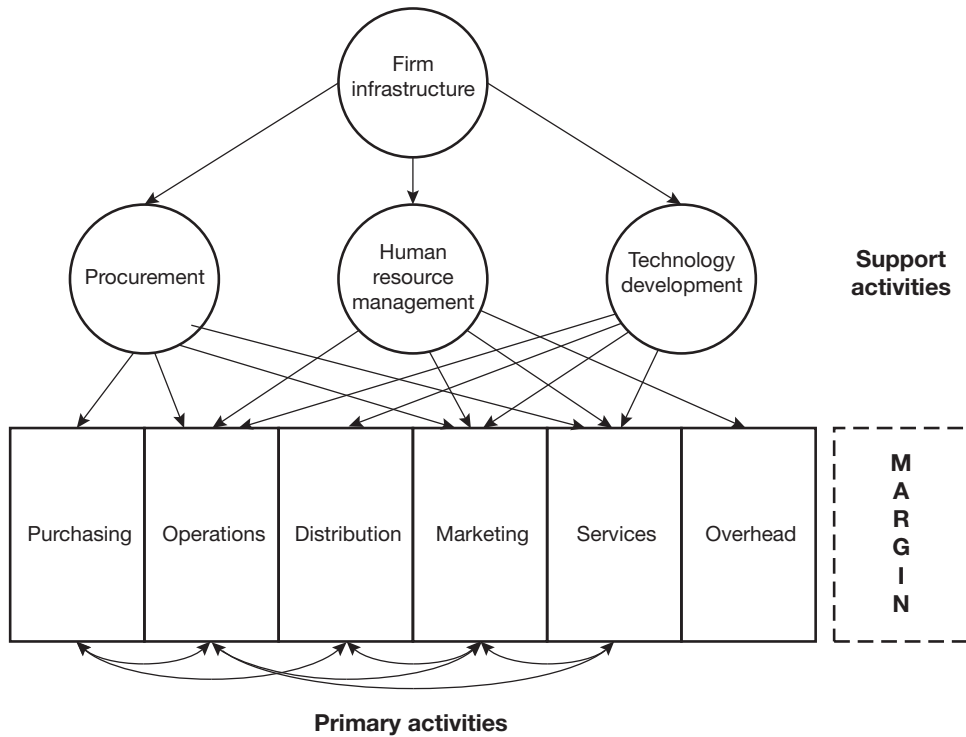 Firm
infrastructure
Procurement
Human
resource
management
Technology
development
Support
activities
Purchasing
Operations
Distribution
Marketing
Services
Overhead
M
A
R
G
I
N
Primary activities